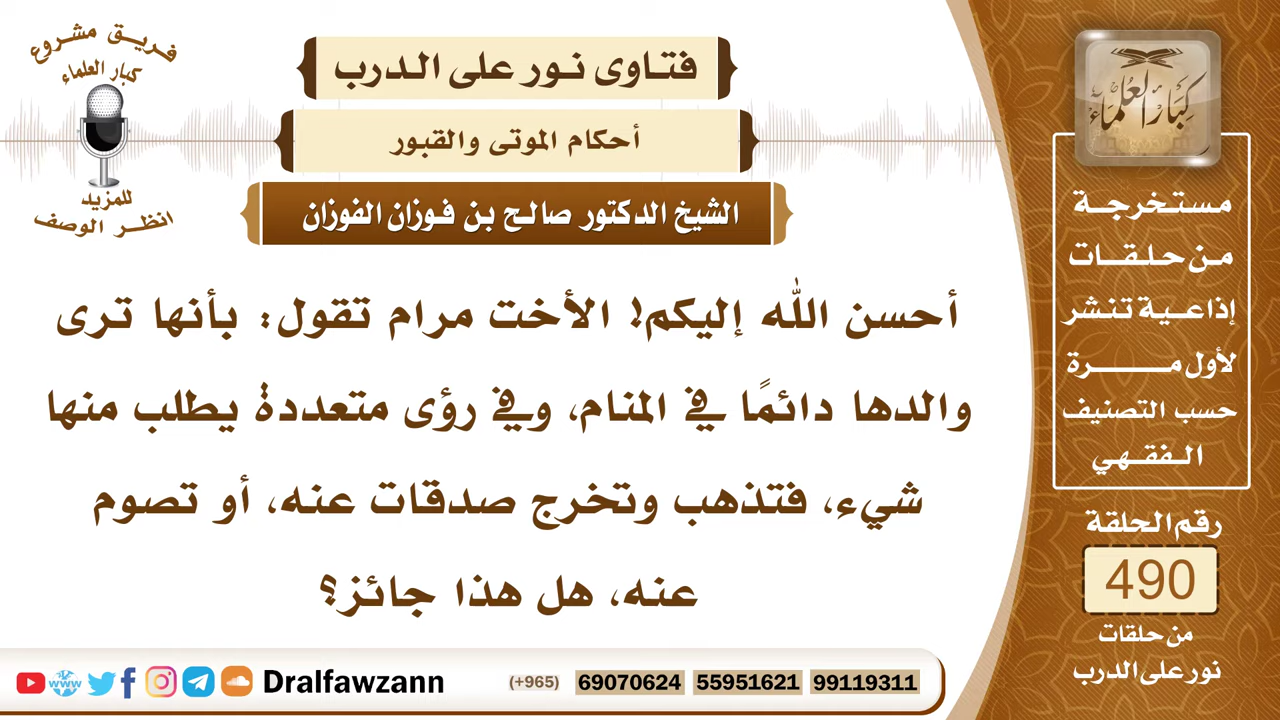 فريق مشروع
كبار العلماء
للمزيد
انظر الوصف
فتاوى نور على الدرب
أحكام الموتى والقبور
الشيخ الدكتور صالح بن فوزان الفوزان
أحسن الله إليكم! الأخت مرام تقول: بأنها ترى
والدها دائمًا في المنام، وفي رؤى متعددة يطلب منها
شيء، فتذهب وتخرج صدقات عنه، أو تصوم
عنه، هل هذا جائز؟
كبار العلماء
مستخرجة
من حلقات
إذاعية تنشر
لأول مرة
حسب التصنيف
الفقهي
رقم الحلقة
490
من حلقات
نور على الدرب
www Dralfawzann (+965) 69070624 55951621 99119311